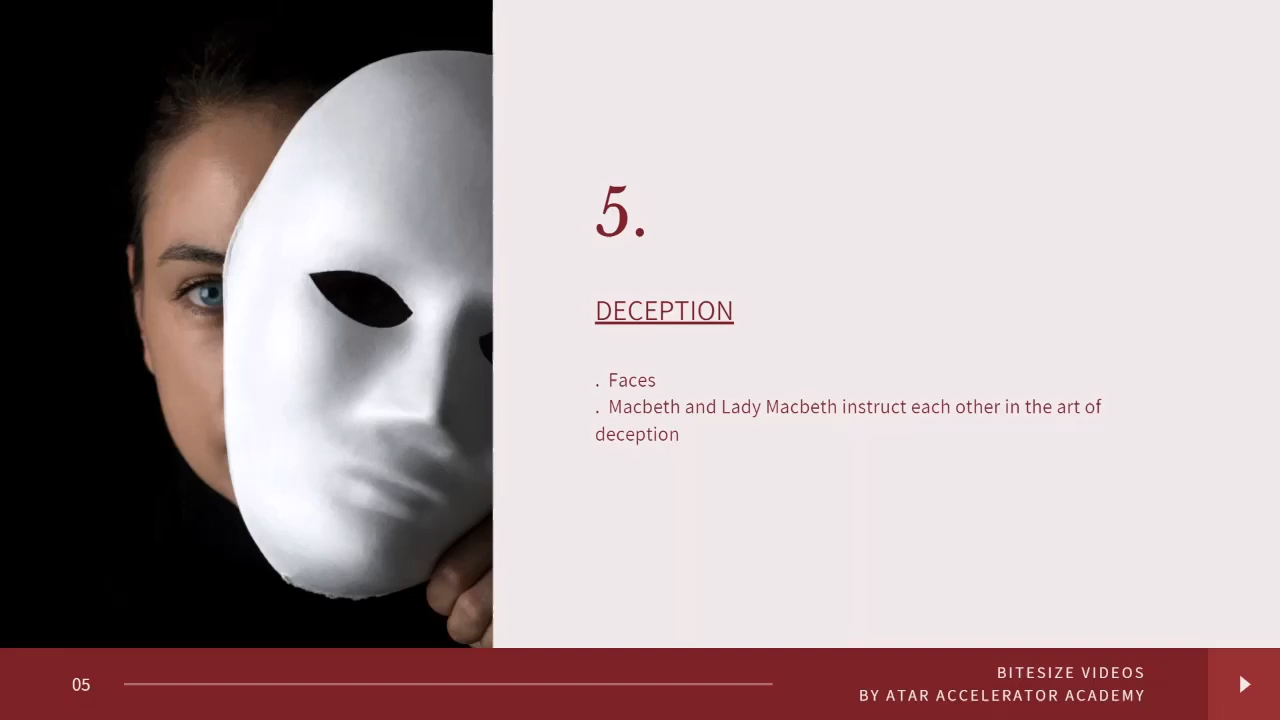 5.
DECEPTION
. Faces
. Macbeth and Lady Macbeth instruct each other in the art of
deception
05
BITESIZE VIDEOS
BY ATAR ACCELERATOR ACADEMY